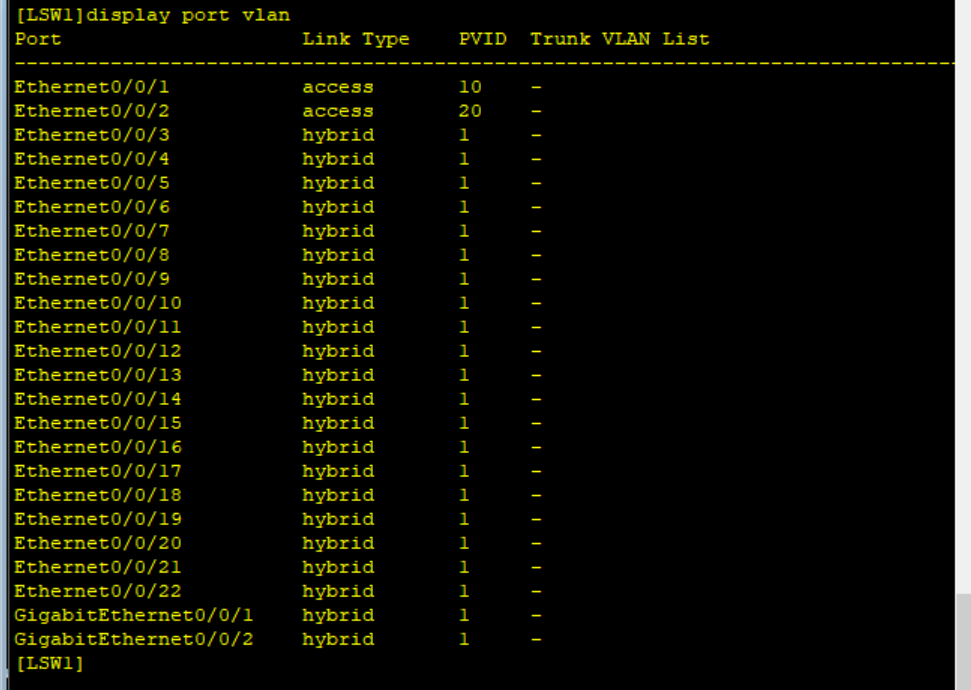 [LSW1]display port vlan
Port                    Link Type    PVID  Trunk VLAN List
-------------------------------------------------------------------------------
Ethernet0/0/1           access       10    -
Ethernet0/0/2           access       20    -
Ethernet0/0/3           hybrid       1     -
Ethernet0/0/4           hybrid       1     -
Ethernet0/0/5           hybrid       1     -
Ethernet0/0/6           hybrid       1     -
Ethernet0/0/7           hybrid       1     -
Ethernet0/0/8           hybrid       1     -
Ethernet0/0/9           hybrid       1     -
Ethernet0/0/10          hybrid       1     -
Ethernet0/0/11          hybrid       1     -
Ethernet0/0/12          hybrid       1     -
Ethernet0/0/13          hybrid       1     -
Ethernet0/0/14          hybrid       1     -
Ethernet0/0/15          hybrid       1     -
Ethernet0/0/16          hybrid       1     -
Ethernet0/0/17          hybrid       1     -
Ethernet0/0/18          hybrid       1     -
Ethernet0/0/19          hybrid       1     -
Ethernet0/0/20          hybrid       1     -
Ethernet0/0/21          hybrid       1     -
Ethernet0/0/22          hybrid       1     -
GigabitEthernet0/0/1    hybrid       1     -
GigabitEthernet0/0/2    hybrid       1     -
[LSW1]